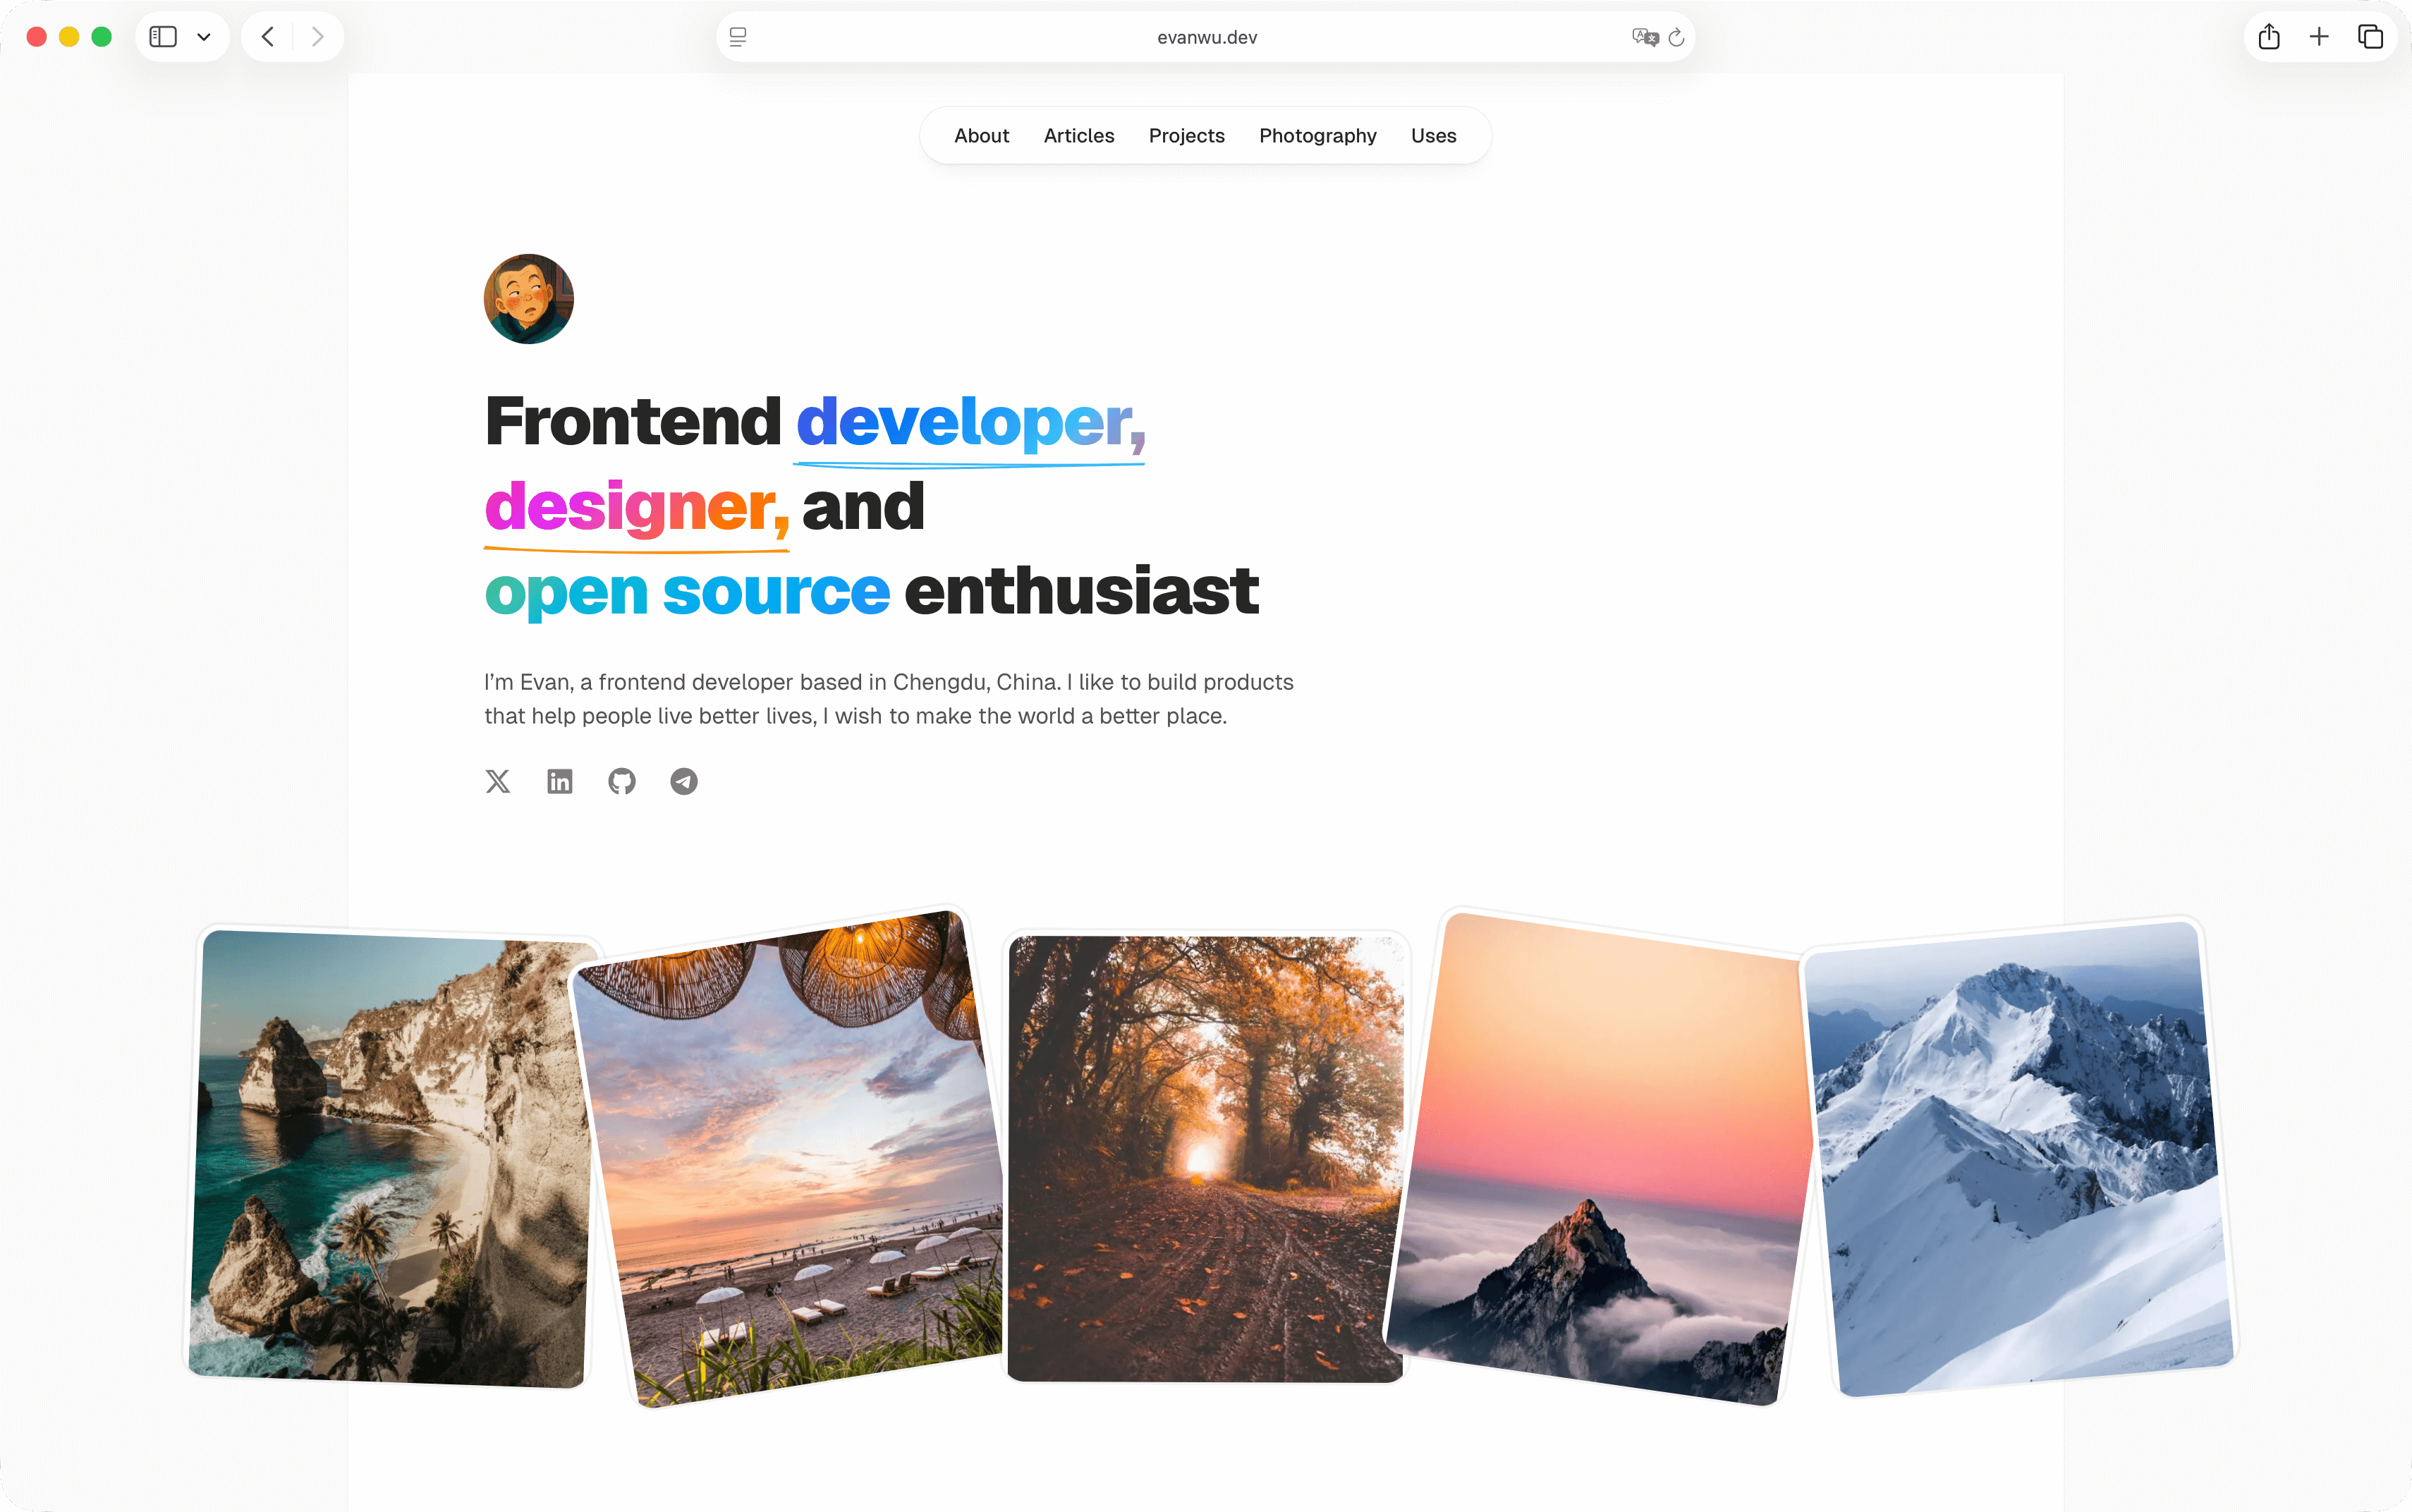 evanwu.dev
About Articles Projects Photography Uses
Frontend developer,
designer, and
open source enthusiast
I’m Evan, a frontend developer based in Chengdu, China. I like to build products
that help people live better lives, I wish to make the world a better place.